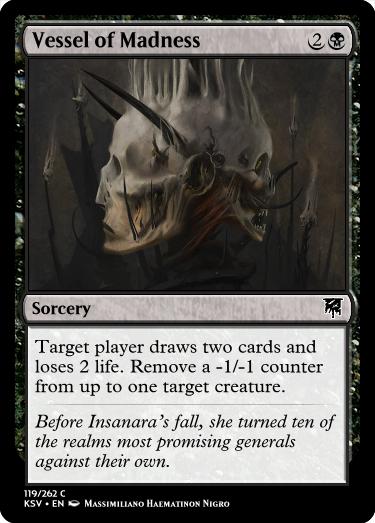 Vessel of Madness 2
Sorcery
Target player draws two cards and
loses 2 life. Remove a -1/-1 counter
from up to one target creature.
Before Insanara's fall, she turned ten of
the realms most promising generals
against their own.
119/262 C
KSV • EN Massimiliano Haematinon Nigro